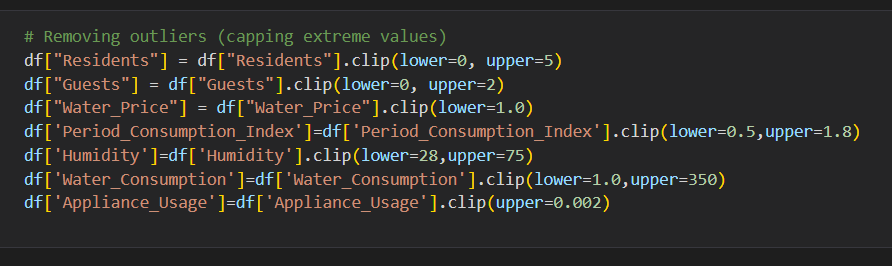 # Removing outliers (capping extreme values)
df["Residents"] = df["Residents"].clip(lower=0, upper=5)
df["Guests"] = df["Guests"].clip(lower=0, upper=2)
df["Water_Price"] = df["Water_Price"].clip(lower=1.0)
df['Period_Consumption_Index']=df['Period_Consumption_Index'].clip(lower=0.5,upper=1.8)
df['Humidity']=df['Humidity'].clip(lower=28,upper=75)
df['Water_Consumption']=df['Water_Consumption'].clip(lower=1.0,upper=350)
df['Appliance_Usage']=df['Appliance_Usage'].clip(upper=0.002)